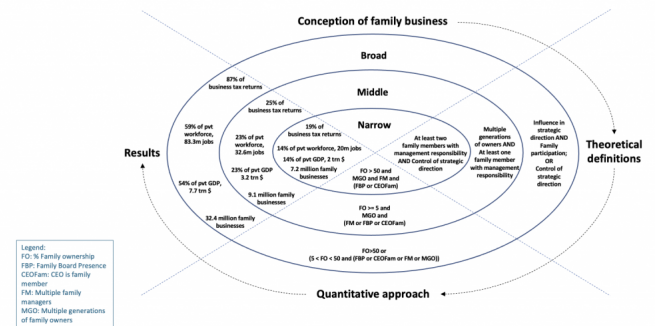 Conception of family business
Broad
87% of
business tax returns
Middle
25% of
business tax returns
59% of pvt
workforce,
83.3m jobs
Narrow
19% of
business tax returns
23% of pvt
workforce,
32.6m jobs
14% of pvt workforce, 20m jobs
14% of pvt GDP, 2 trn $
7.2 million family
businesses
At least two
family members with
management responsibility
AND Control of strategic
direction
Multiple
generations
of owners AND
At least one
family member
with management
responsibility
Influence in
strategic
direction AND
Family
participation;
OR
Control of
strategic
direction
Results
Theoretical
definitions
23% of pvt GDP
3.2 trn $
54% of pvt GDP,
7.7 trn $
FO > 50 and
MGO and FM and
(FBP or CEOFam)
9.1 million family
businesses
FO >= 5 and
MGO and
(FM or FBP or CEOFam)
32.4 million family
businesses
FO>50 or
(5 < FO < 50 and (FBP or CEOFam or FM or MGO))
Quantitative approach
Legend:
FO: % Family ownership
FBP: Family Board Presence
CEOFam: CEO is family
member
FM: Multiple family
managers
MGO: Multiple generations
of family owners